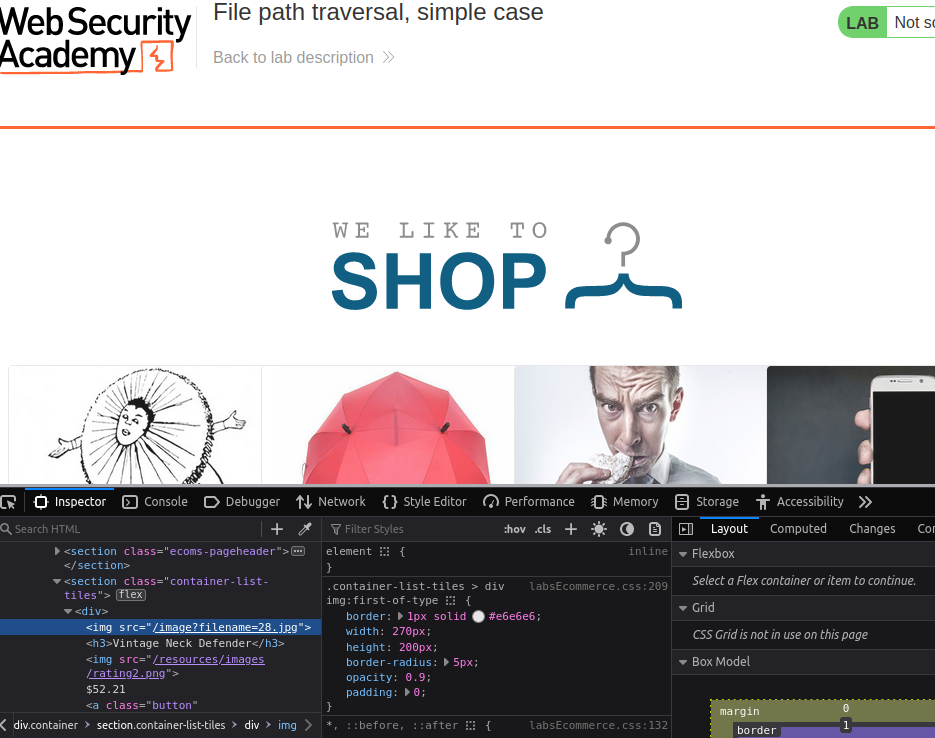 WebSecurity
Academy
File path traversal, simple case
Back to lab description
LAB Not so
WE LIKE TO
SHOP
Inspector Console Debugger Network Style Editor Performance Memory Storage Accessibility
Search HTML
Filter Styles :hov .cls
Layout Computed Changes Co
<section class="ecoms-pageheader">
</section>
<section class="container-list-
tiles"> flex
<div>
<img src="/image?filename=28.jpg">
<h3>Vintage Neck Defender</h3>
<img src="/resources/images
/rating2.png">
$52.21
<a class="button"
div.container section.container-list-tiles div img
element { inline
}
.container-list-tiles > div labsEcommerce.css:209
img:first-of-type {
border: 1px solid #e6e6e6;
width: 270px;
height: 200px;
border-radius: 5px;
opacity: 0.9;
padding: 0;
}
*, ::before, ::after { labsEcommerce.css:132
Flexbox
Select a Flex container or item to continue.
Grid
CSS Grid is not in use on this page
Box Model
margin 0
border 1